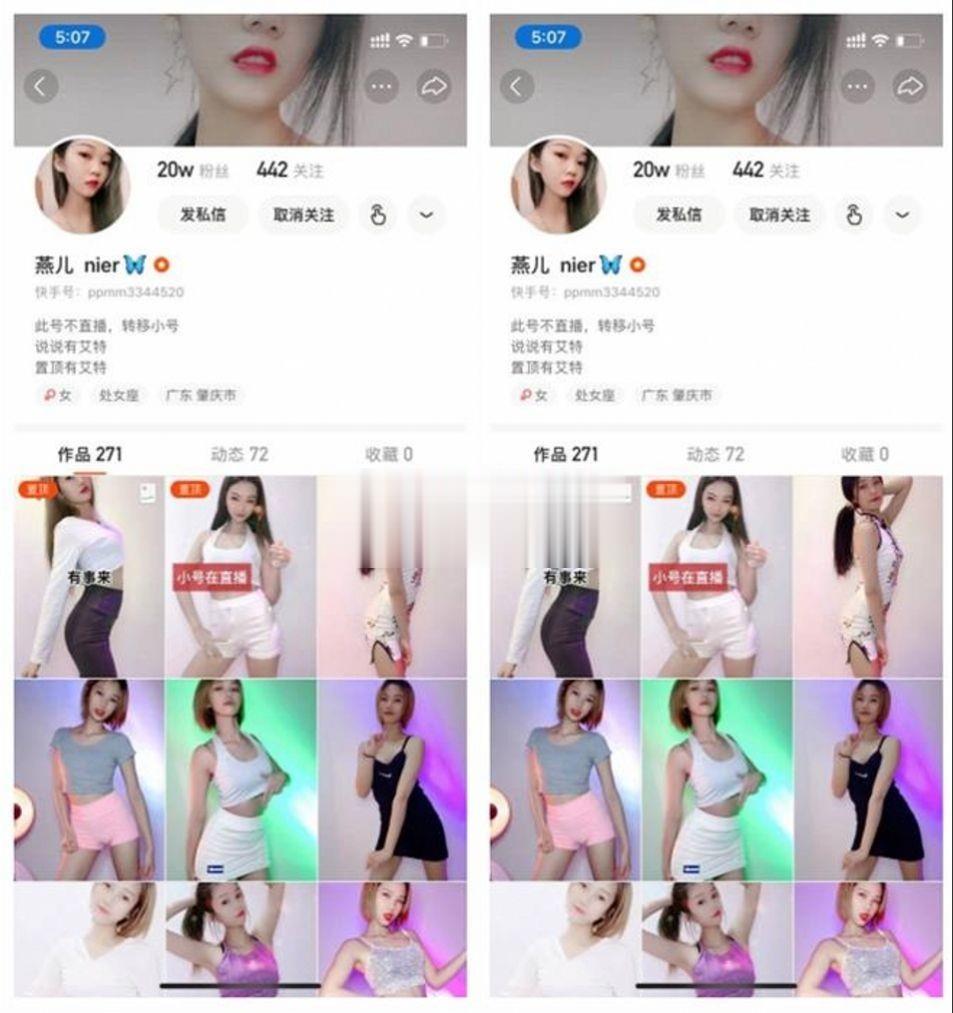 5:07
20w 粉丝 442 关注
发私信 取消关注
燕儿 nier
快手号: ppmm3344520
此号不直播，转移小号
说说有艾特
置顶有艾特
女 处女座 广东 肇庆市
作品 271 动态 72 收藏 0
置顶 置顶
有事来 小号在直播
5:07
20w 粉丝 442 关注
发私信 取消关注
燕儿 nier
快手号: ppmm3344520
此号不直播，转移小号
说说有艾特
置顶有艾特
女 处女座 广东 肇庆市
作品 271 动态 72 收藏 0
置顶
有事来 小号在直播